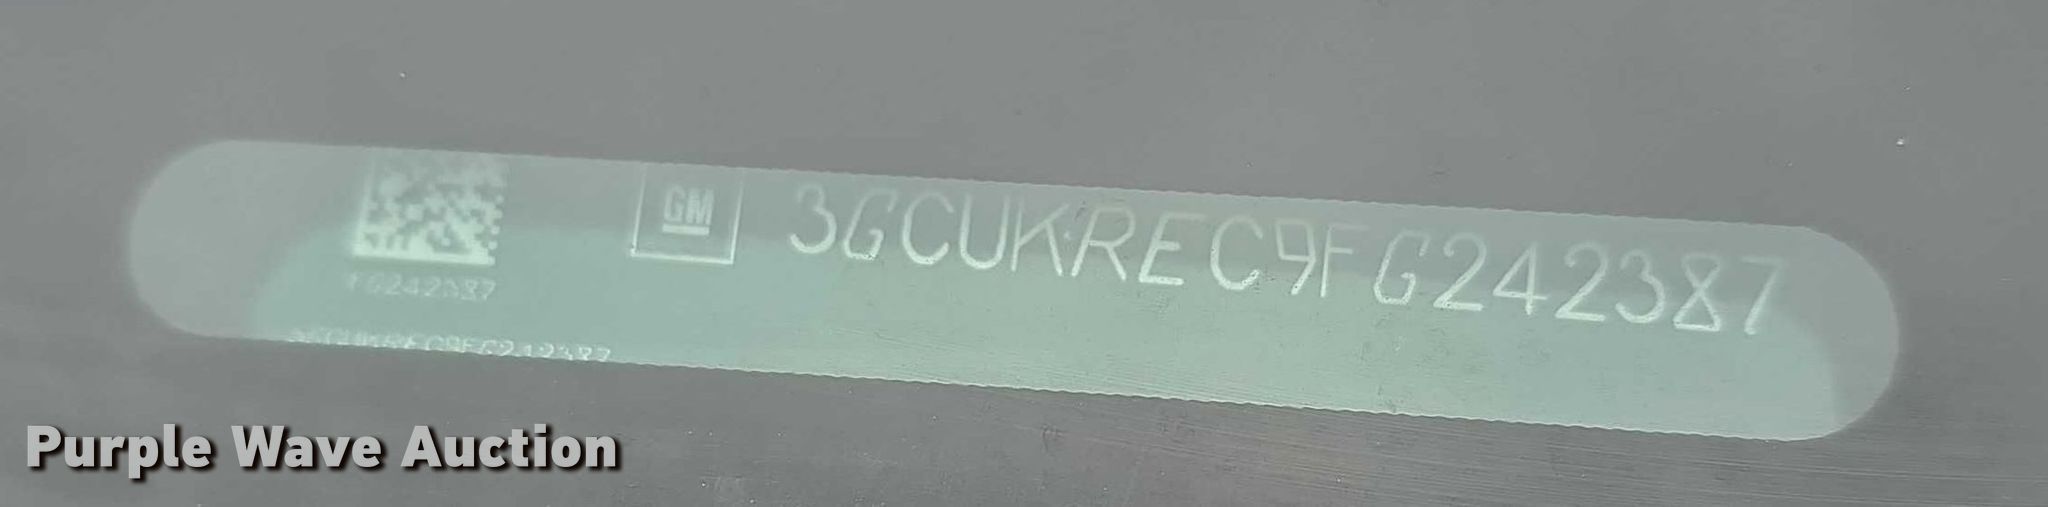 GM
3GCUKREC9FG242387
FG242387
3GCUKREC9FG242387
Purple Wave Auction